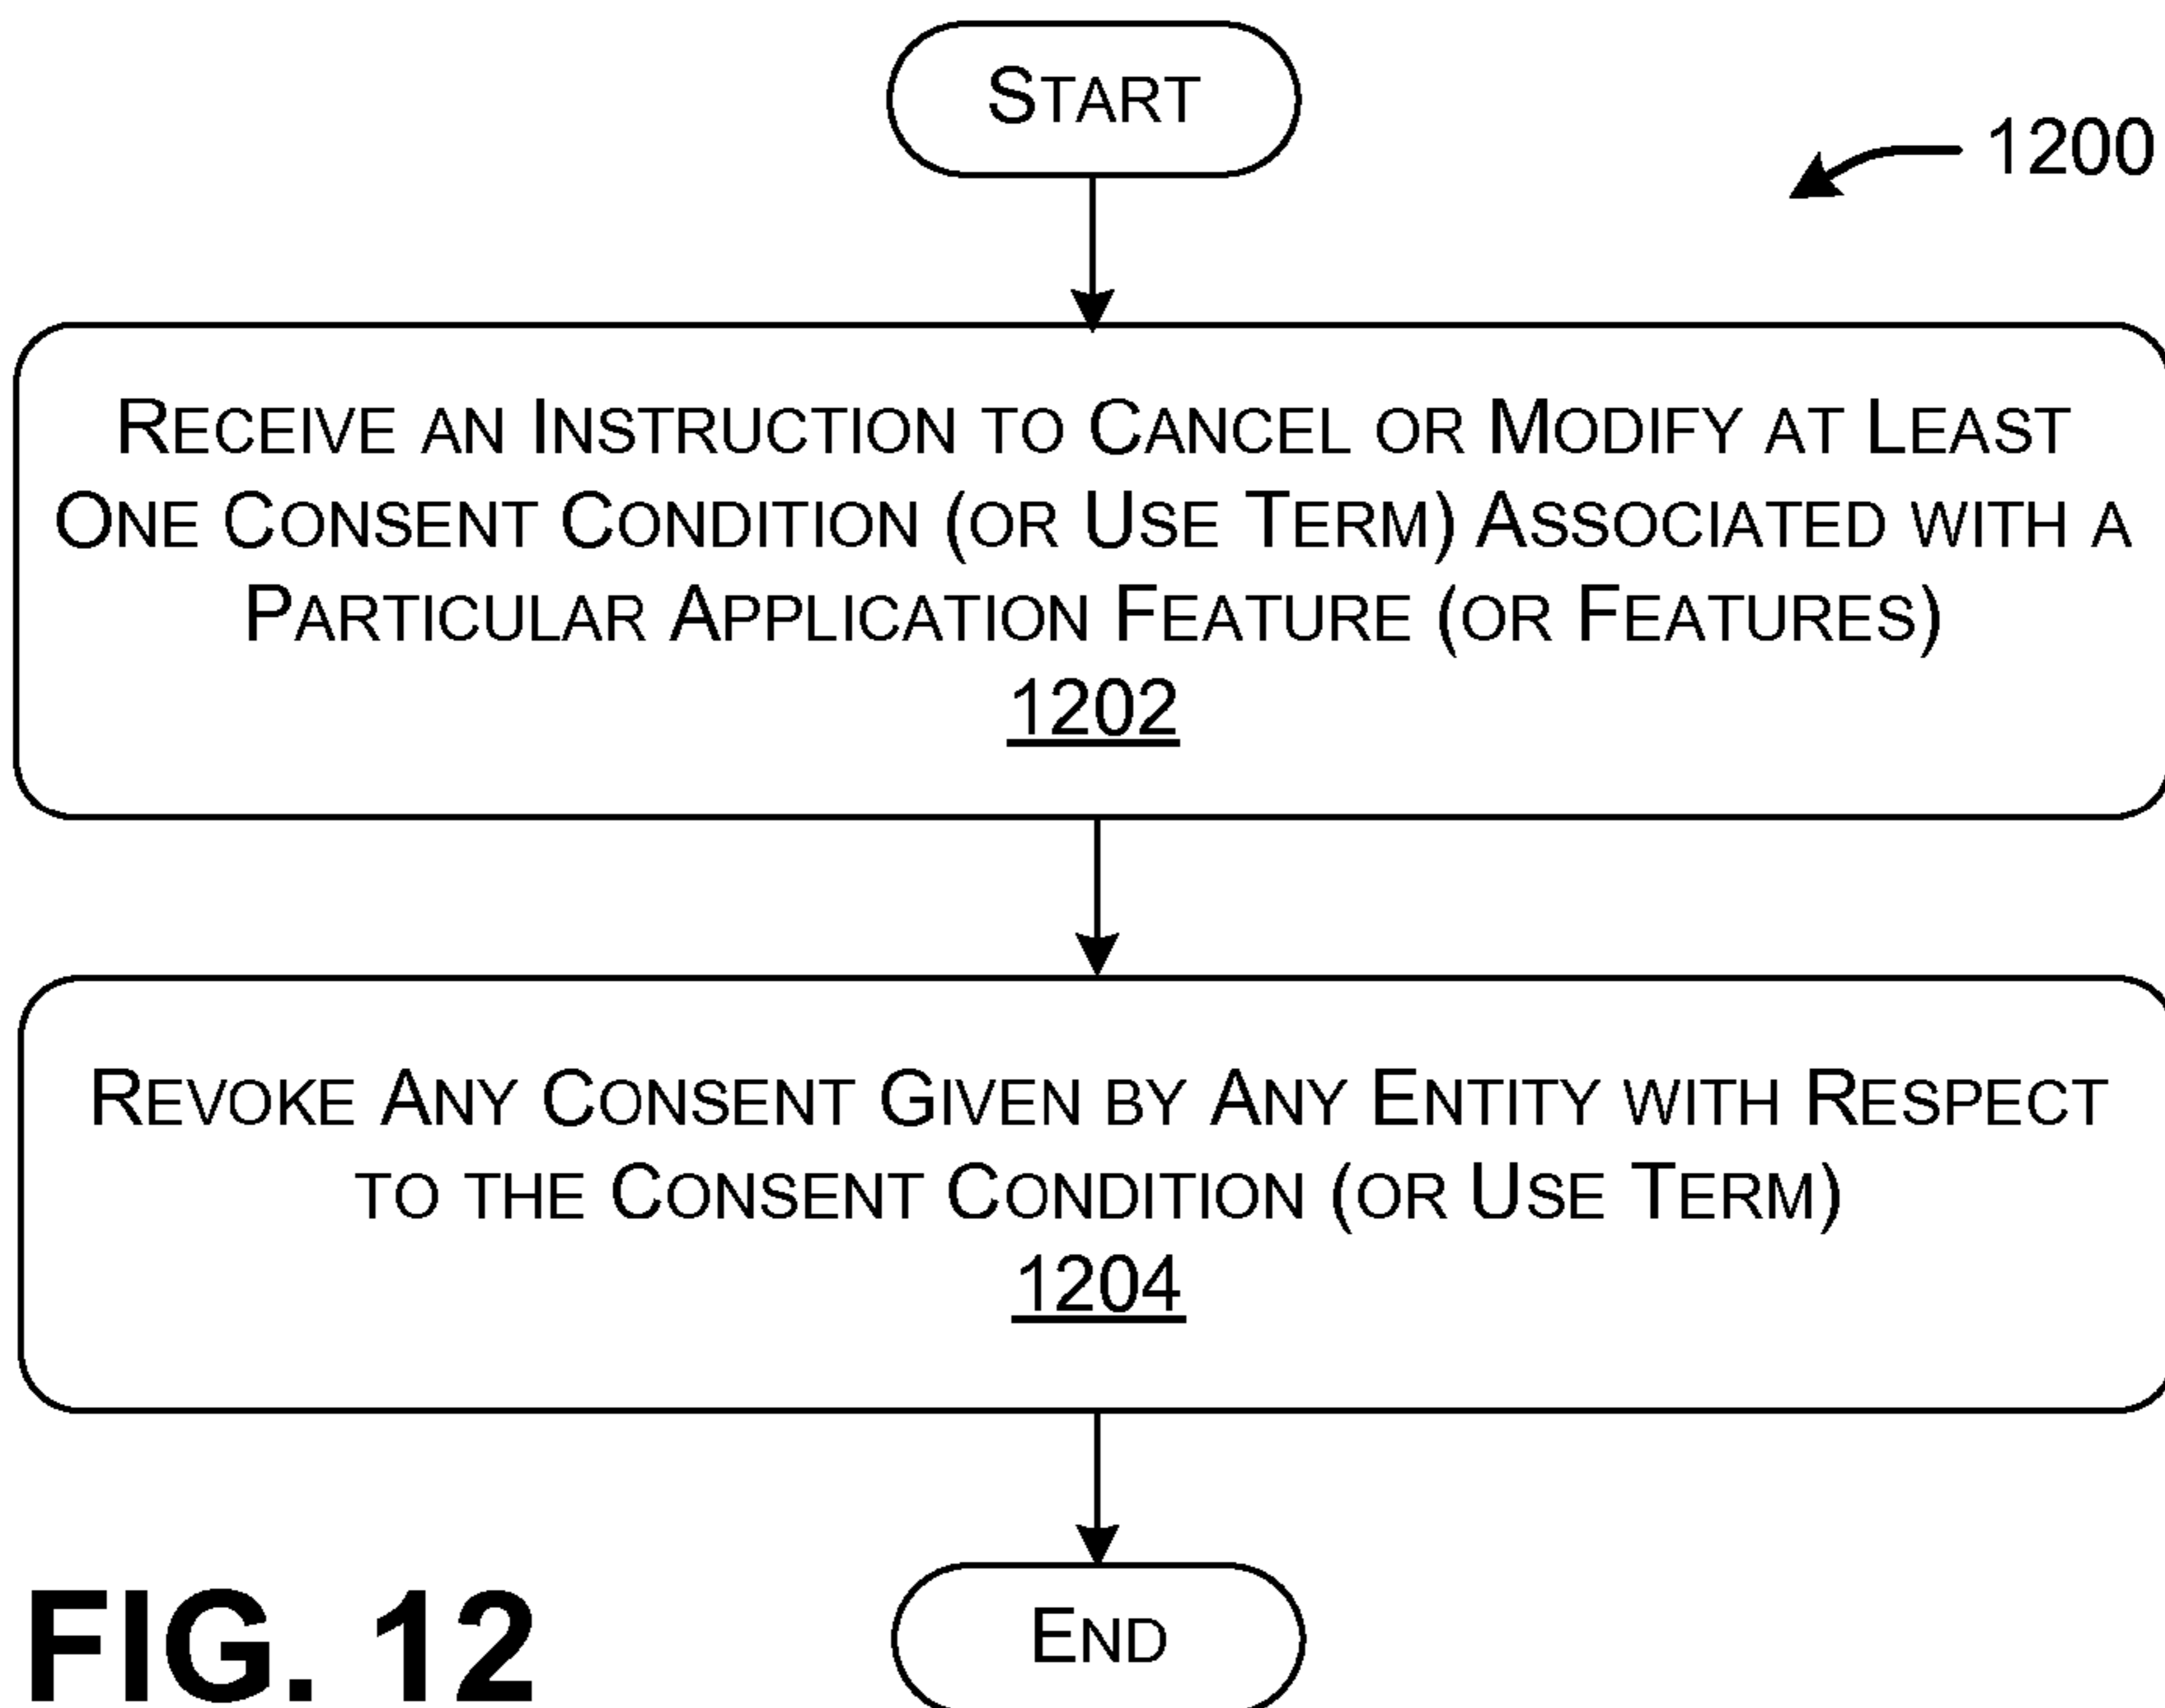 START
1200
RECEIVE AN INSTRUCTION TO CANCEL OR MODIFY AT LEAST
ONE CONSENT CONDITION (OR USE TERM) ASSOCIATED WITH A
PARTICULAR APPLICATION FEATURE (OR FEATURES)
1202
REVOKE ANY CONSENT GIVEN BY ANY ENTITY WITH RESPECT
TO THE CONSENT CONDITION (OR USE TERM)
1204
END
FIG. 12